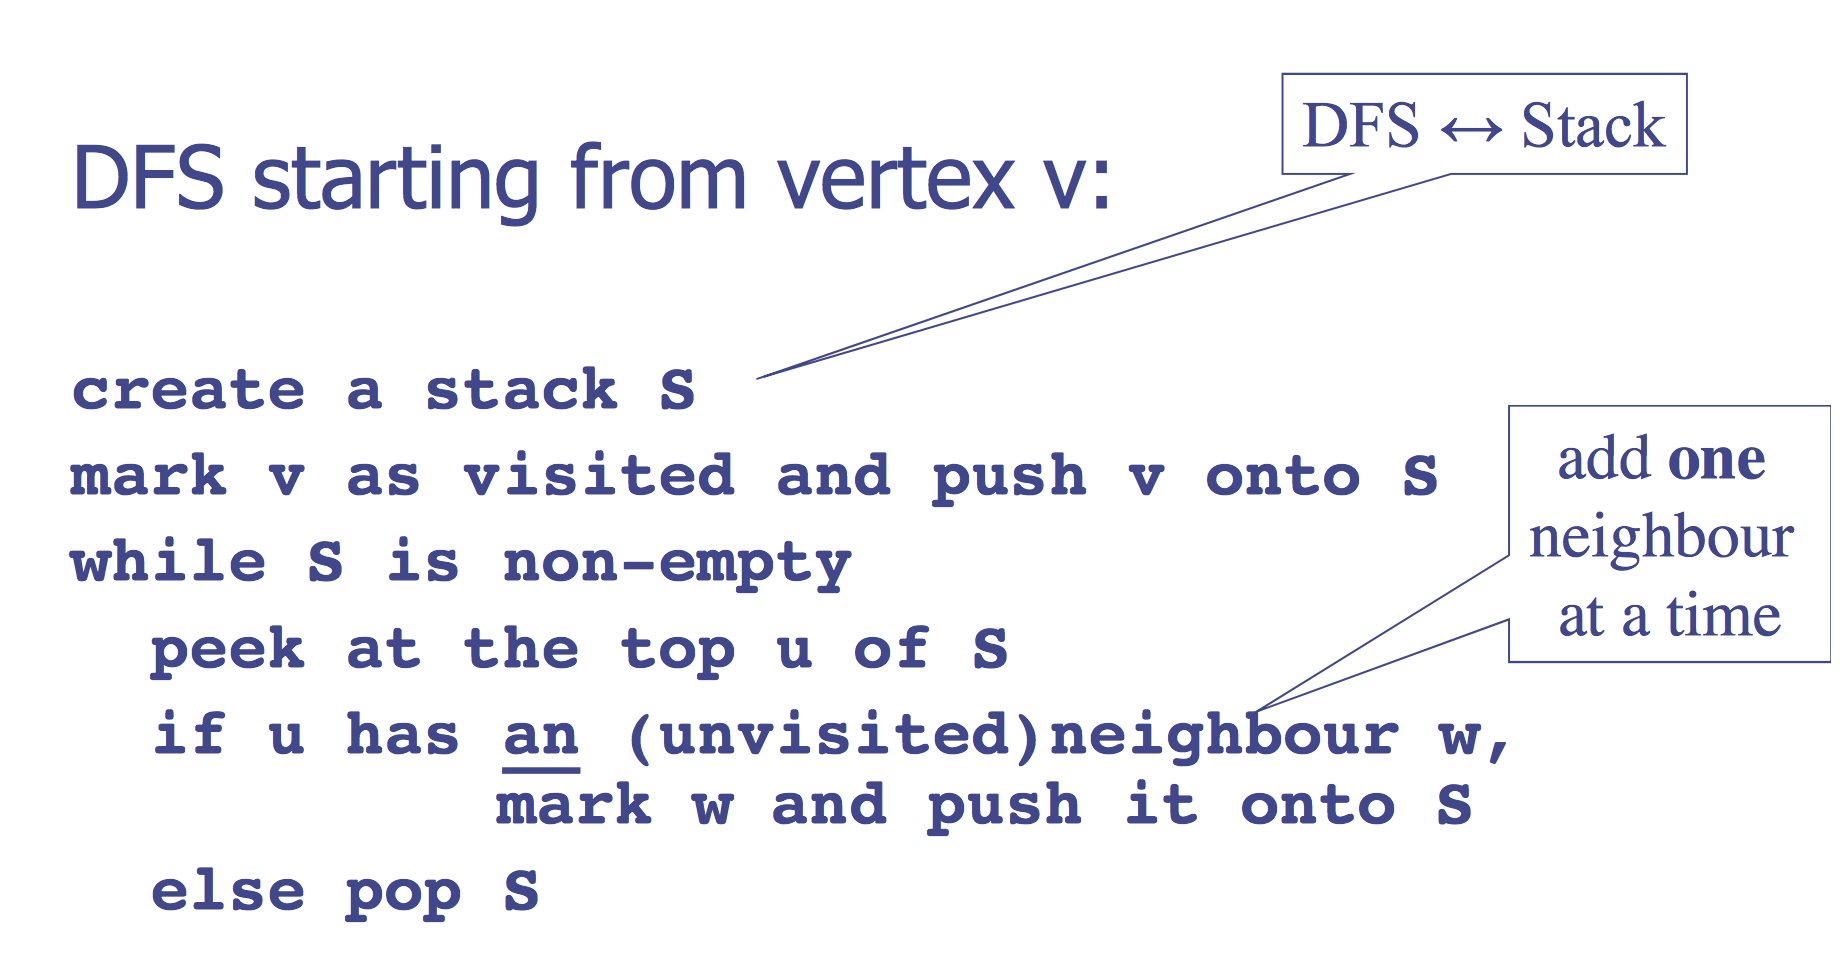 DFS ↔ Stack
DFS starting from vertex v:
create a stack S
mark v as visited and push v onto S
while S is non-empty
peek at the top u of S
if u has an (unvisited)neighbour w,
mark w and push it onto S
else pop S
add one
neighbour
at a time